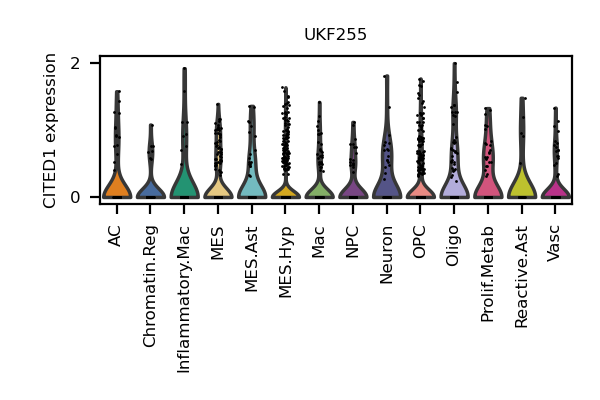 UKF255
CITED1 expression
2
0
AC
Chromatin.Reg
Inflammatory.Mac
MES
MES.Ast
MES.Hyp
Mac
NPC
Neuron
OPC
Oligo
Prolif.Metab
Reactive.Ast
Vasc